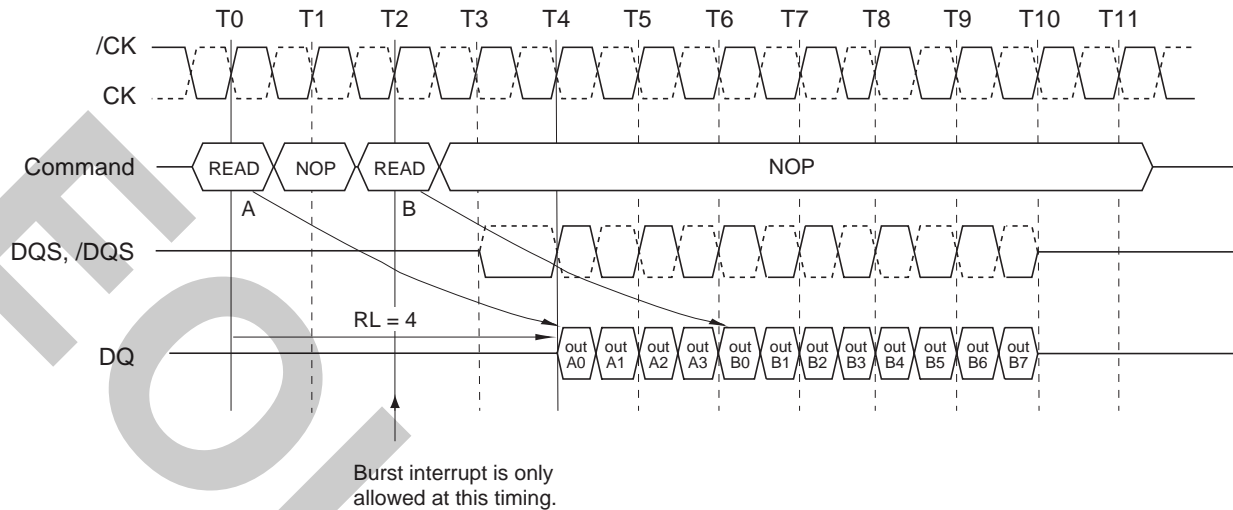 T0 T1 T2 T3 T4 T5 T6 T7 T8 T9 T10 T11
/CK
CK
Command READ NOP READ NOP
A B
DQS, /DQS
RL = 4
DQ out A0 out A1 out A2 out A3 out B0 out B1 out B2 out B3 out B4 out B5 out B6 out B7
Burst interrupt is only
allowed at this timing.